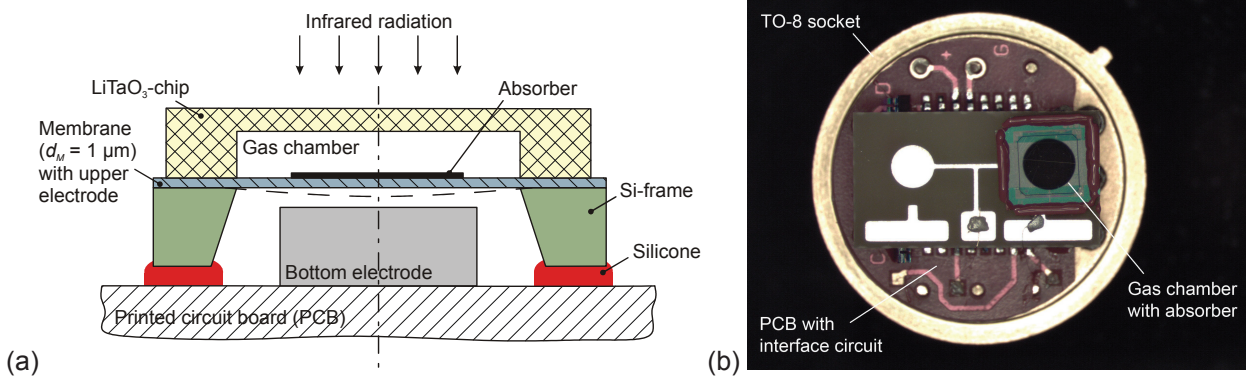 Infrared radiation
LiTaO3-chip
Absorber
Membrane
(dM = 1 µm)
with upper
electrode
Gas chamber
Si-frame
Silicone
Bottom electrode
Printed circuit board (PCB)
(a)
TO-8 socket
+
G
D
C
PCB with
interface circuit
Gas chamber
with absorber
(b)